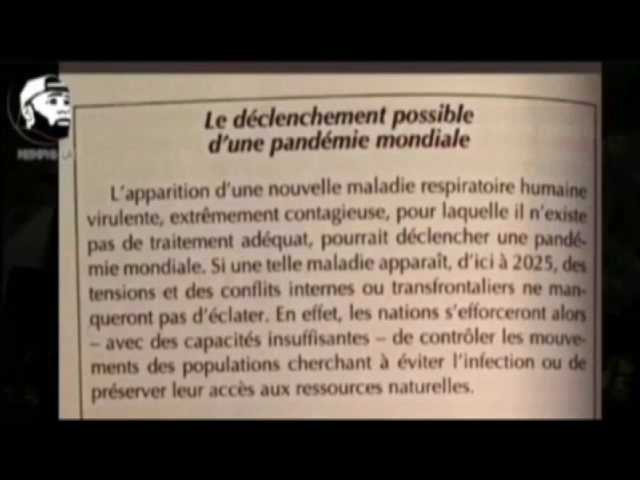 Le déclenchement possible
d'une pandémie mondiale
L'apparition d'une nouvelle maladie respiratoire humaine
virulente, extrêmement contagieuse, pour laquelle il n'existe
pas de traitement adéquat, pourrait déclencher une pandé-
mie mondiale. Si une telle maladie apparaît, d'ici à 2025, des
tensions et des conflits internes ou transfrontaliers ne man-
queront pas d'éclater. En effet, les nations s'efforceront alors
– avec des capacités insuffisantes – de contrôler les mouve-
ments des populations cherchant à éviter l'infection ou de
préserver leur accès aux ressources naturelles.